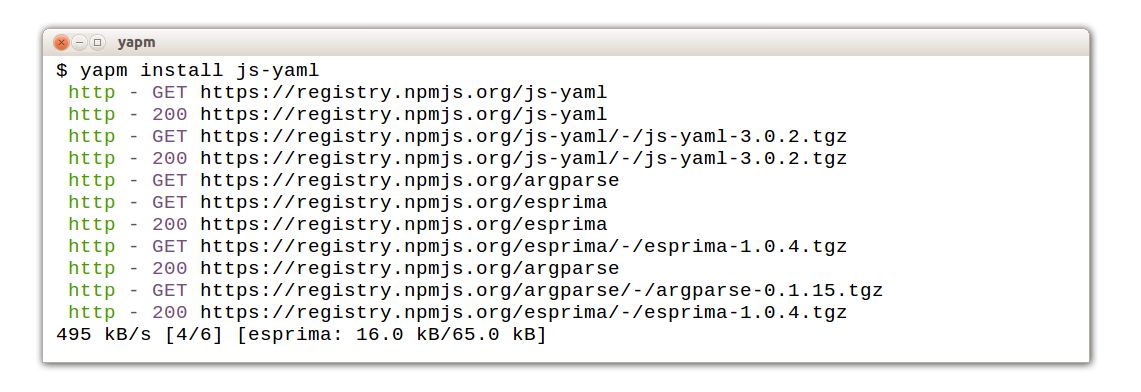 yapm
$ yapm install js-yaml
http - GET https://registry.npmjs.org/js-yaml
http - 200 https://registry.npmjs.org/js-yaml
http - GET https://registry.npmjs.org/js-yaml/-/js-yaml-3.0.2.tgz
http - 200 https://registry.npmjs.org/js-yaml/-/js-yaml-3.0.2.tgz
http - GET https://registry.npmjs.org/argparse
http - GET https://registry.npmjs.org/esprima
http - 200 https://registry.npmjs.org/esprima
http - GET https://registry.npmjs.org/esprima/-/esprima-1.0.4.tgz
http - 200 https://registry.npmjs.org/argparse
http - GET https://registry.npmjs.org/argparse/-/argparse-0.1.15.tgz
http - 200 https://registry.npmjs.org/esprima/-/esprima-1.0.4.tgz
495 kB/s [4/6] [esprima: 16.0 kB/65.0 kB]